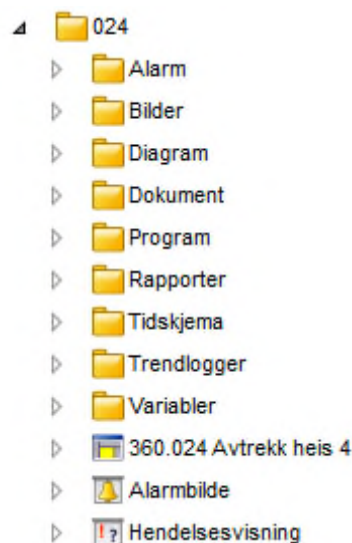 024
Alarm
Bilder
Diagram
Dokument
Program
Rapporter
Tidskjema
Trendlogger
Variabler
360.024 Avtrekk heis 4
Alarmbilde
Hendelsesvisning